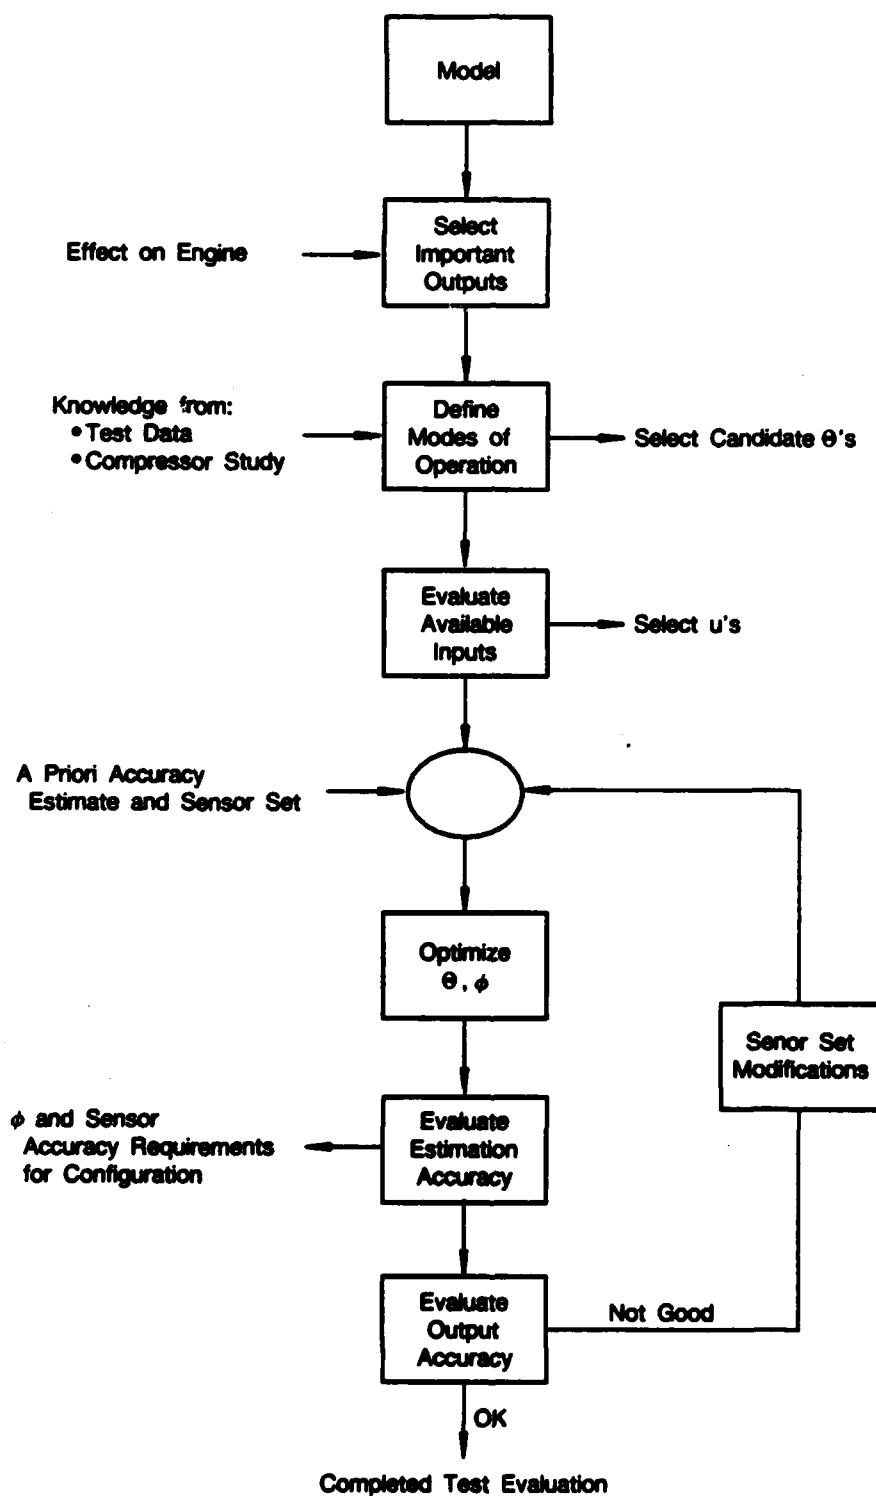 Model
Select
Important
Outputs
Effect on Engine
Knowledge from:
• Test Data
• Compressor Study
Define
Modes of
Operation
Select Candidate Θ's
Evaluate
Available
Inputs
Select u's
A Priori Accuracy
Estimate and Sensor Set
Optimize
Θ, ϕ
Senor Set
Modifications
ϕ and Sensor
Accuracy Requirements
for Configuration
Evaluate
Estimation
Accuracy
Evaluate
Output
Accuracy
Not Good
OK
Completed Test Evaluation